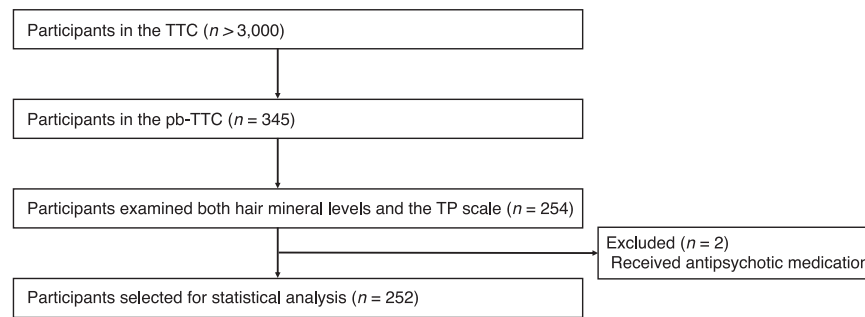 Participants in the TTC (n > 3,000)
Participants in the pb-TTC (n = 345)
Participants examined both hair mineral levels and the TP scale (n = 254)
Excluded (n = 2)
Received antipsychotic medication
Participants selected for statistical analysis (n = 252)